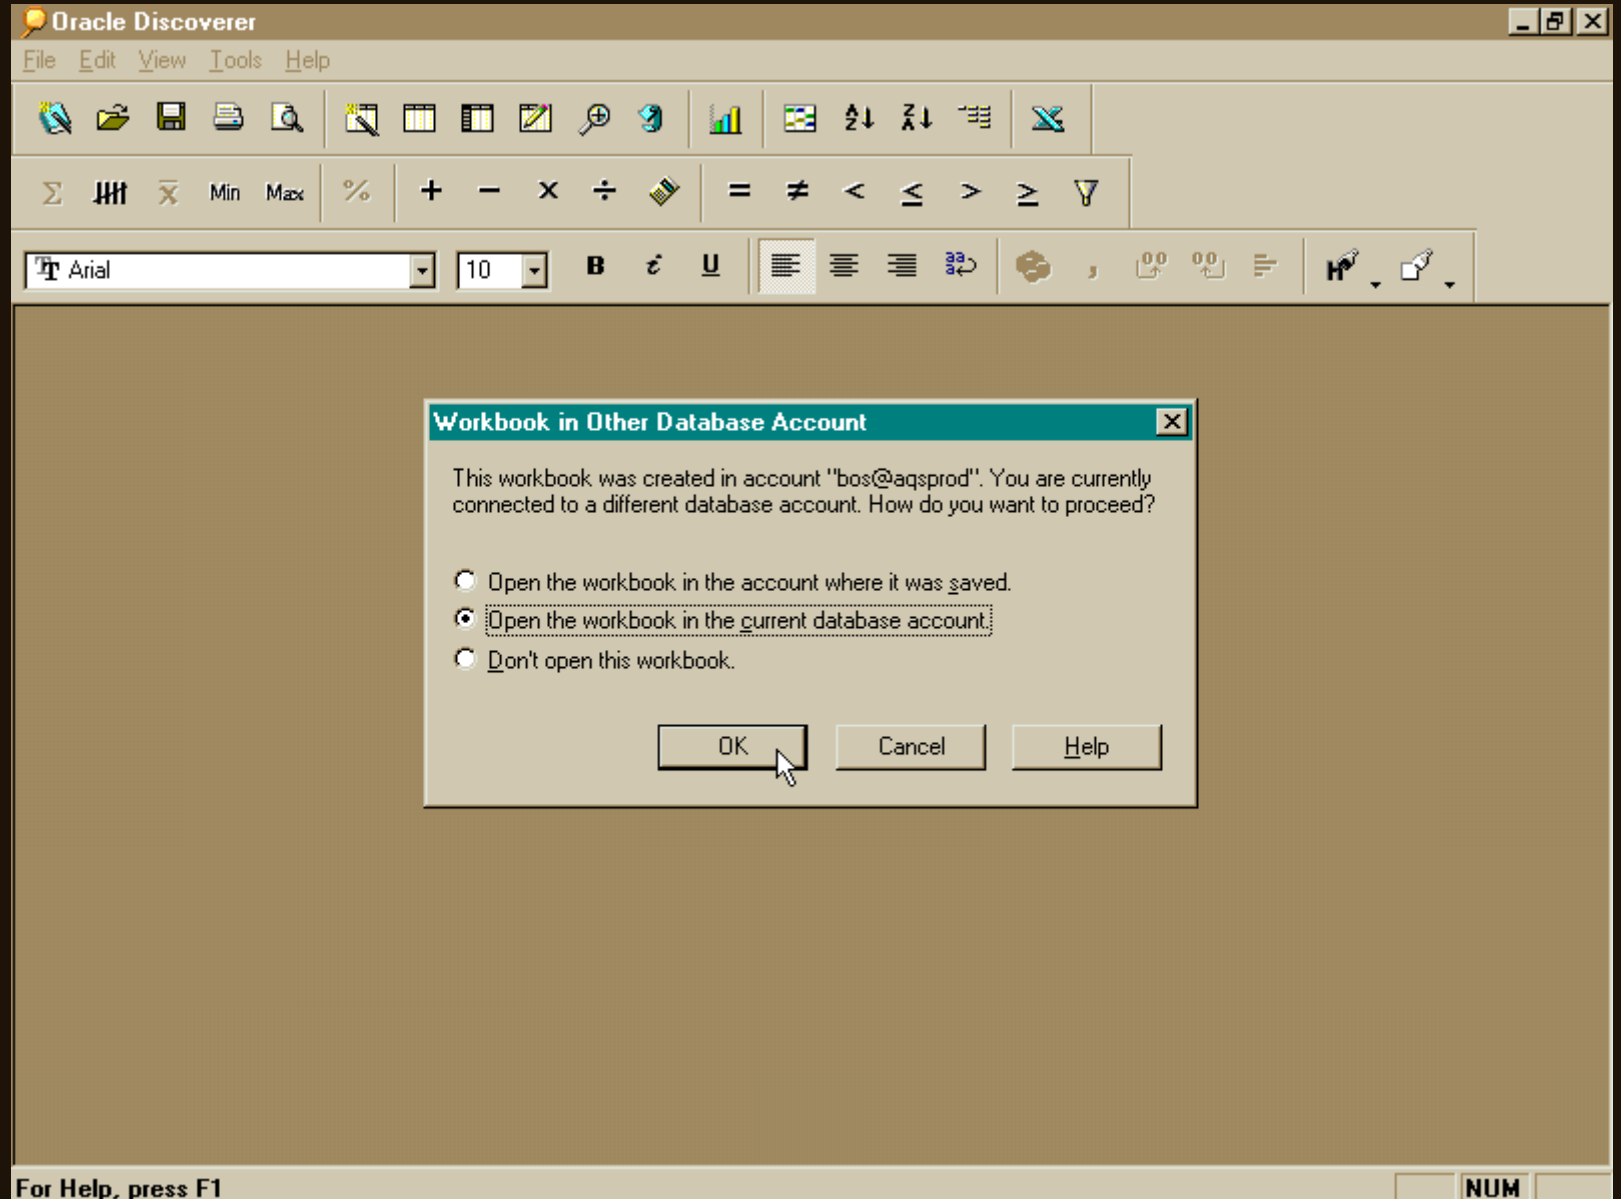 Oracle Discoverer
File Edit View Tools Help
Min Max %
Arial 10 B i U
Workbook in Other Database Account
This workbook was created in account "bos@aqsprod". You are currently
connected to a different database account. How do you want to proceed?
Open the workbook in the account where it was saved.
Open the workbook in the current database account.
Don't open this workbook.
OK Cancel Help
For Help, press F1 NUM